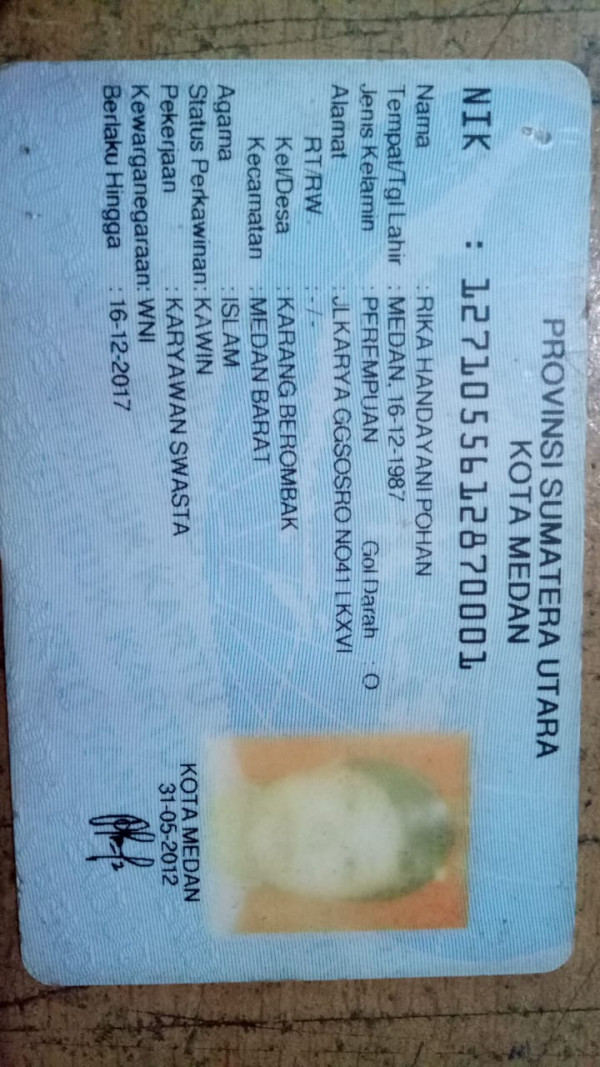 PROVINSI SUMATERA UTARA
KOTA MEDAN
NIK : 1271055612870001
Nama : RIKA HANDAYANI POHAN
Tempat/Tgl Lahir : MEDAN, 16-12-1987
Jenis Kelamin : PEREMPUAN Gol Darah : O
Alamat : JLKARYA GGSOSRO NO41 LKXVI
RT/RW : -/-
Kel/Desa : KARANG BEROMBAK
Kecamatan : MEDAN BARAT
Agama : ISLAM
Status Perkawinan: KAWIN
Pekerjaan : KARYAWAN SWASTA
Kewarganegaraan: WNI
Berlaku Hingga : 16-12-2017
KOTA MEDAN
31-05-2012